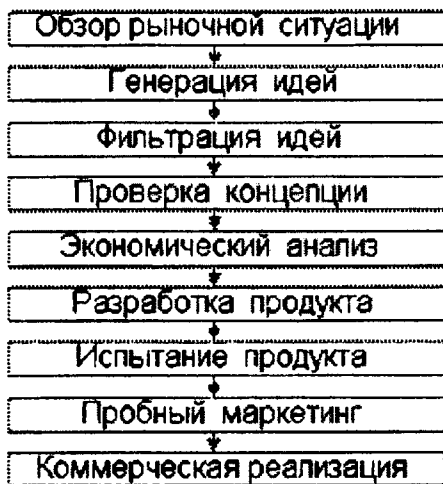 Обзор рыночной ситуации
Генерация идей
Фильтрация идей
Проверка концепции
Экономический анализ
Разработка продукта
Испытание продукта
Пробный маркетинг
Коммерческая реализация